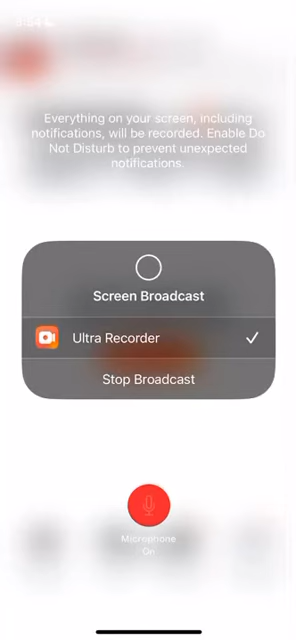 Everything on your screen, including
notifications, will be recorded. Enable Do
Not Disturb to prevent unexpected
notifications.
Screen Broadcast
Ultra Recorder
Stop Broadcast
Microphone
On